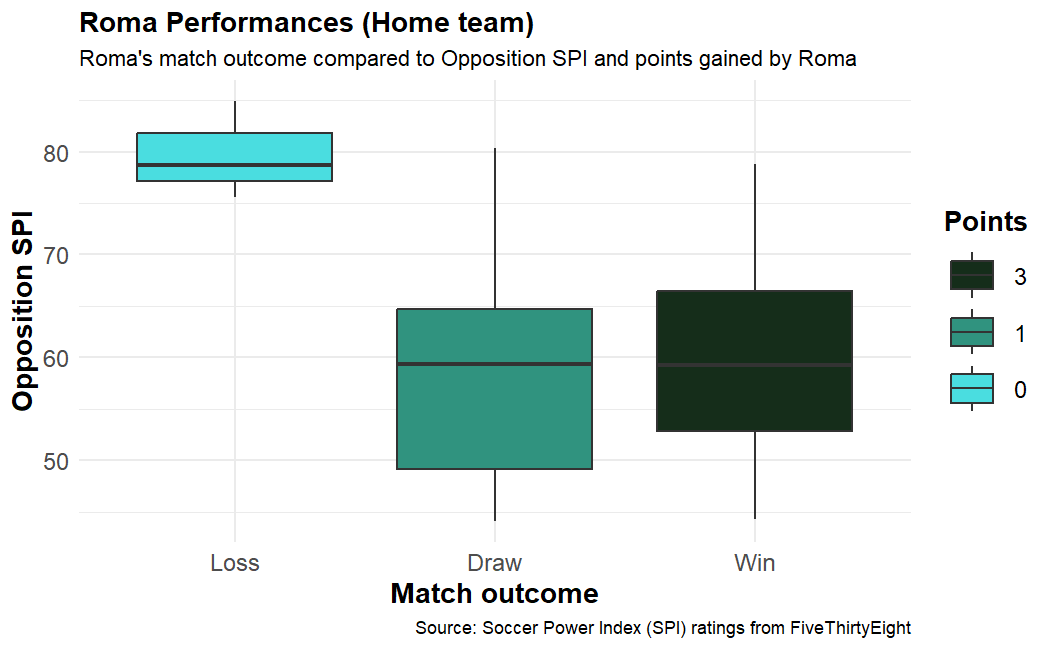 Roma Performances (Home team)
Roma's match outcome compared to Opposition SPI and points gained by Roma
Opposition SPI
80
70
60
50
Loss
Draw
Win
Match outcome
Points
3
1
0
Source: Soccer Power Index (SPI) ratings from FiveThirtyEight